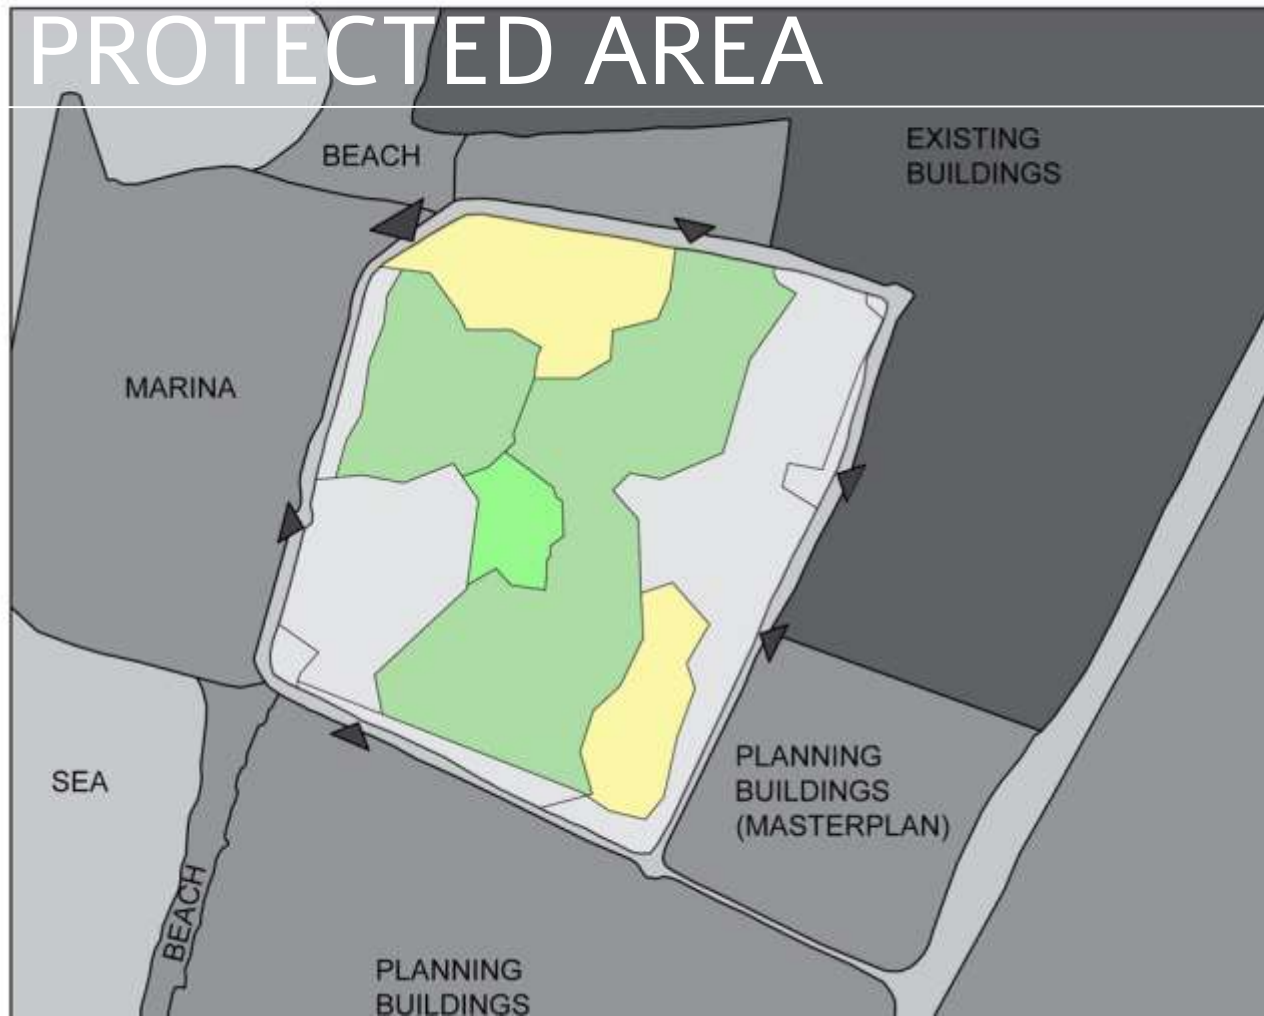 PROTECTED AREA
BEACH
EXISTING
BUILDINGS
MARINA
SEA
PLANNING
BUILDINGS
(MASTERPLAN)
BEACH
PLANNING
BUILDINGS